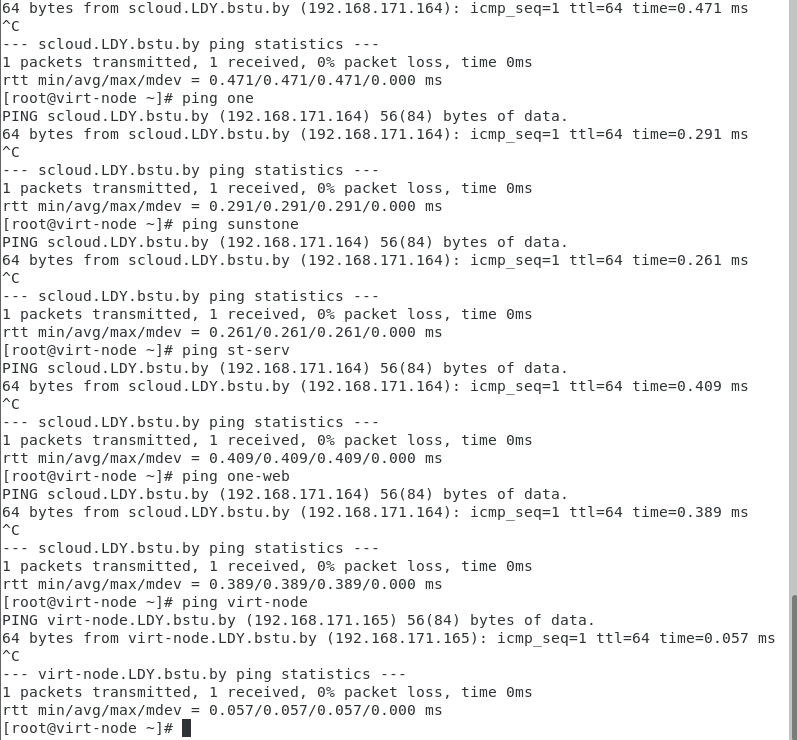 64 bytes from scloud.LDY.bstu.by (192.168.171.164): icmp_seq=1 ttl=64 time=0.471 ms
^C
--- scloud.LDY.bstu.by ping statistics ---
1 packets transmitted, 1 received, 0% packet loss, time 0ms
rtt min/avg/max/mdev = 0.471/0.471/0.471/0.000 ms
[root@virt-node ~]# ping one
PING scloud.LDY.bstu.by (192.168.171.164) 56(84) bytes of data.
64 bytes from scloud.LDY.bstu.by (192.168.171.164): icmp_seq=1 ttl=64 time=0.291 ms
^C
--- scloud.LDY.bstu.by ping statistics ---
1 packets transmitted, 1 received, 0% packet loss, time 0ms
rtt min/avg/max/mdev = 0.291/0.291/0.291/0.000 ms
[root@virt-node ~]# ping sunstone
PING scloud.LDY.bstu.by (192.168.171.164) 56(84) bytes of data.
64 bytes from scloud.LDY.bstu.by (192.168.171.164): icmp_seq=1 ttl=64 time=0.261 ms
^C
--- scloud.LDY.bstu.by ping statistics ---
1 packets transmitted, 1 received, 0% packet loss, time 0ms
rtt min/avg/max/mdev = 0.261/0.261/0.261/0.000 ms
[root@virt-node ~]# ping st-serv
PING scloud.LDY.bstu.by (192.168.171.164) 56(84) bytes of data.
64 bytes from scloud.LDY.bstu.by (192.168.171.164): icmp_seq=1 ttl=64 time=0.409 ms
^C
--- scloud.LDY.bstu.by ping statistics ---
1 packets transmitted, 1 received, 0% packet loss, time 0ms
rtt min/avg/max/mdev = 0.409/0.409/0.409/0.000 ms
[root@virt-node ~]# ping one-web
PING scloud.LDY.bstu.by (192.168.171.164) 56(84) bytes of data.
64 bytes from scloud.LDY.bstu.by (192.168.171.164): icmp_seq=1 ttl=64 time=0.389 ms
^C
--- scloud.LDY.bstu.by ping statistics ---
1 packets transmitted, 1 received, 0% packet loss, time 0ms
rtt min/avg/max/mdev = 0.389/0.389/0.389/0.000 ms
[root@virt-node ~]# ping virt-node
PING virt-node.LDY.bstu.by (192.168.171.165) 56(84) bytes of data.
64 bytes from virt-node.LDY.bstu.by (192.168.171.165): icmp_seq=1 ttl=64 time=0.057 ms
^C
--- virt-node.LDY.bstu.by ping statistics ---
1 packets transmitted, 1 received, 0% packet loss, time 0ms
rtt min/avg/max/mdev = 0.057/0.057/0.057/0.000 ms
[root@virt-node ~]#